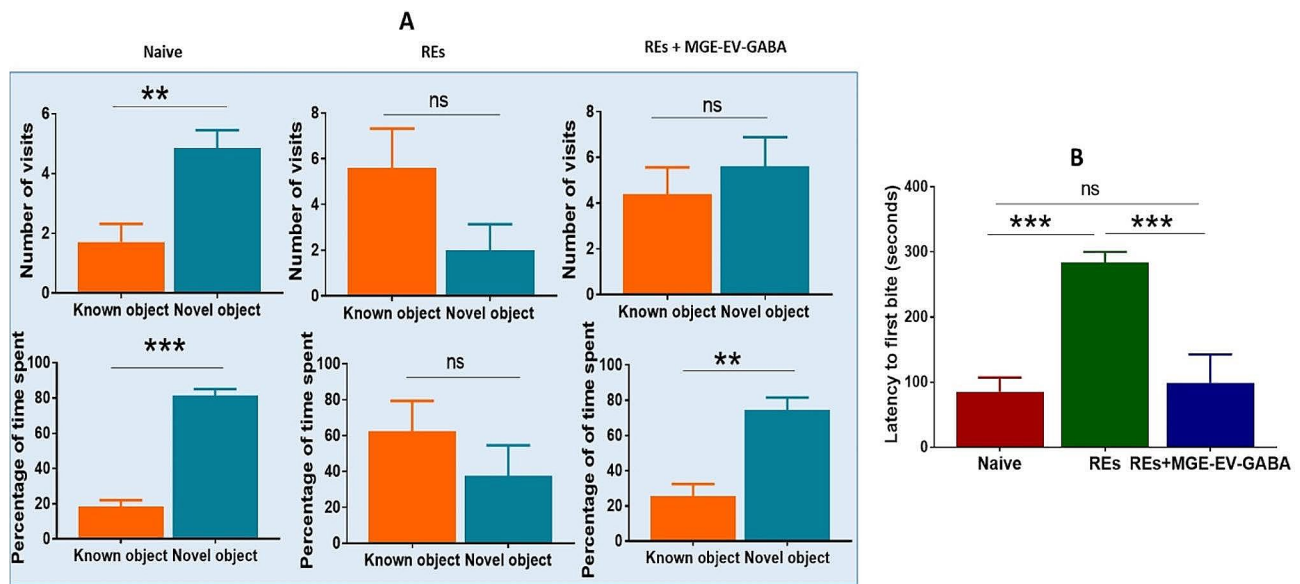 A
Naive
REs
REs + MGE-EV-GABA
**
Number of visits
6
4
2
0
Known object Novel object
ns
Number of visits
8
6
4
2
0
Known object Novel object
ns
Number of visits
8
6
4
2
0
Known object Novel object
***
Percentage of time spent
100
80
60
40
20
0
Known object Novel object
ns
Percentage of time spent
100
80
60
40
20
0
Known object Novel object
**
Percentage of of time spent
100
80
60
40
20
0
Known object Novel object
B
ns
***
***
Latency to first bite (seconds)
400
300
200
100
0
Naive
REs
REs+MGE-EV-GABA